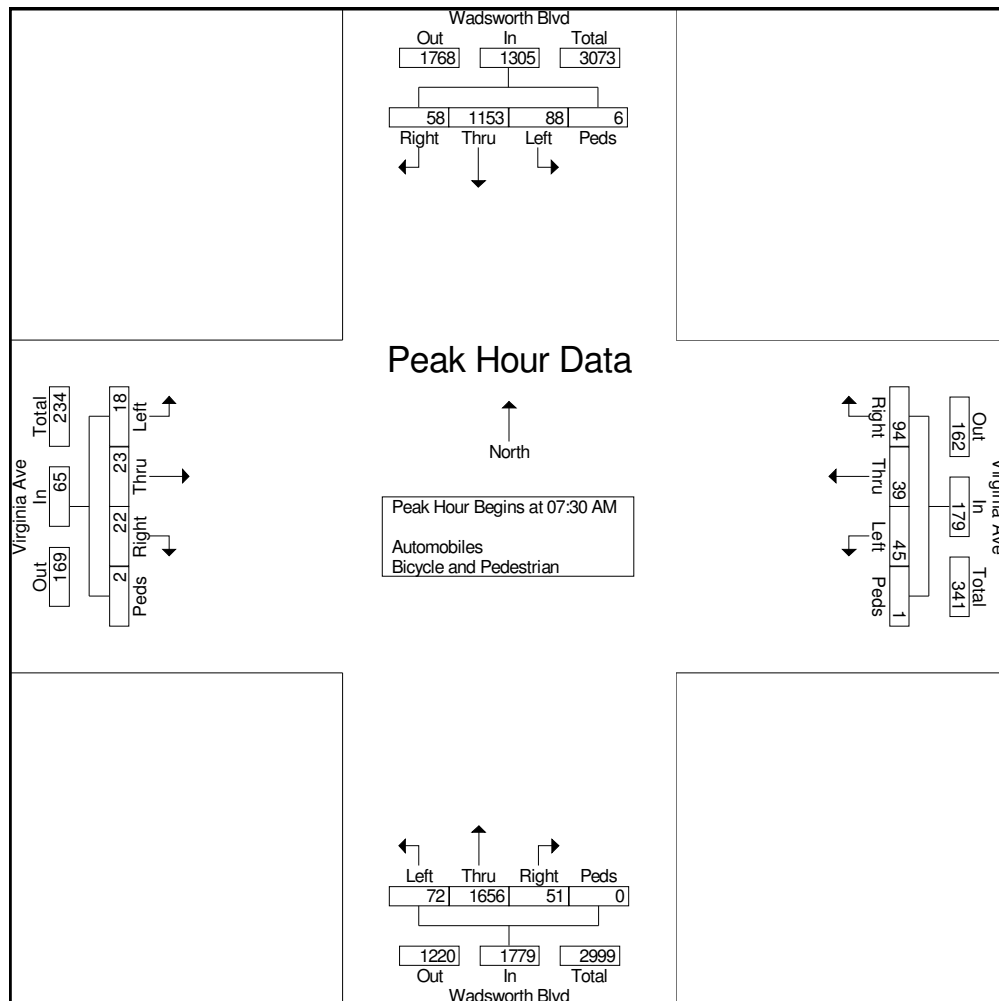 Wadsworth Blvd
Out In Total
1768 1305 3073
58 1153 88 6
Right Thru Left Peds
Peak Hour Data
North
Peak Hour Begins at 07:30 AM
Automobiles
Bicycle and Pedestrian
Virginia Ave
Total In Out
234 65 169
18 23 22 2
Left Thru Right Peds
Virginia Ave
Out In Total
162 179 341
94 39 45 1
Right Thru Left Peds
Left Thru Right Peds
72 1656 51 0
1220 1779 2999
Out In Total
Wadsworth Blvd